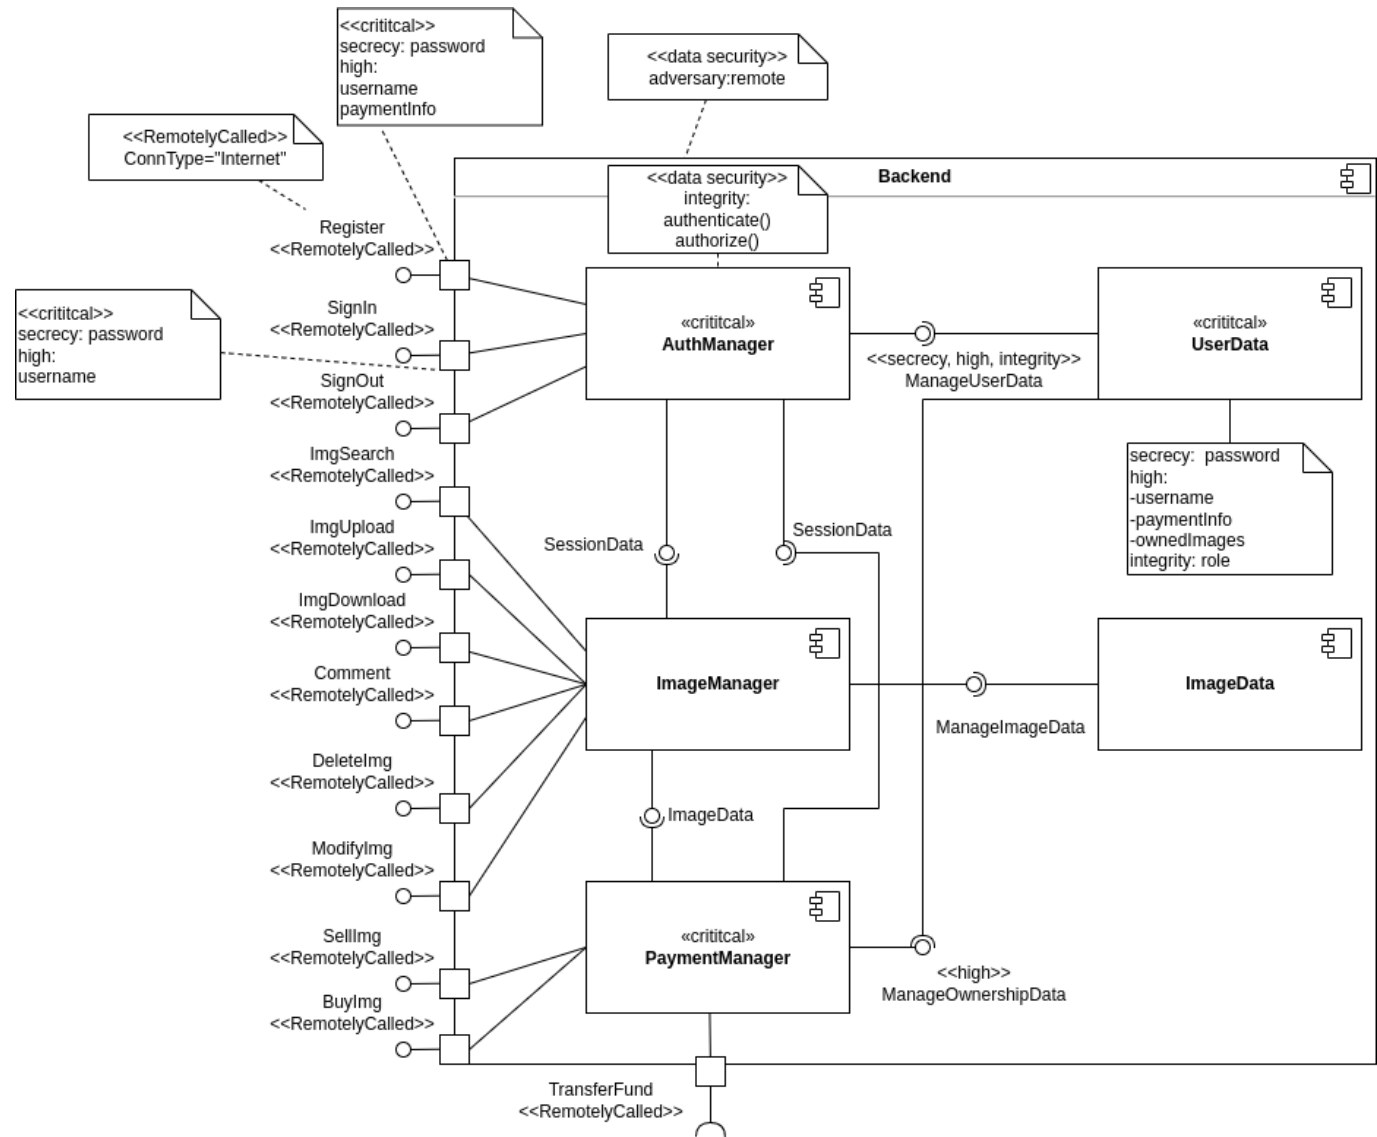 <<crititcal>>
secrecy: password
high:
username
paymentInfo
<<data security>>
adversary:remote
<<RemotelyCalled>>
ConnType="Internet"
Backend
<<data security>>
integrity:
authenticate()
authorize()
Register
<<RemotelyCalled>>
<<crititcal>>
secrecy: password
high:
username
SignIn
<<RemotelyCalled>>
«crititcal»
AuthManager
«crititcal»
UserData
<<secrecy, high, integrity>>
ManageUserData
SignOut
<<RemotelyCalled>>
ImgSearch
<<RemotelyCalled>>
secrecy:  password
high:
-username
-paymentInfo
-ownedImages
integrity: role
ImgUpload
<<RemotelyCalled>>
SessionData
SessionData
ImgDownload
<<RemotelyCalled>>
Comment
<<RemotelyCalled>>
ImageManager
ImageData
ManageImageData
DeleteImg
<<RemotelyCalled>>
ImageData
ModifyImg
<<RemotelyCalled>>
SellImg
<<RemotelyCalled>>
«crititcal»
PaymentManager
<<high>>
ManageOwnershipData
BuyImg
<<RemotelyCalled>>
TransferFund
<<RemotelyCalled>>